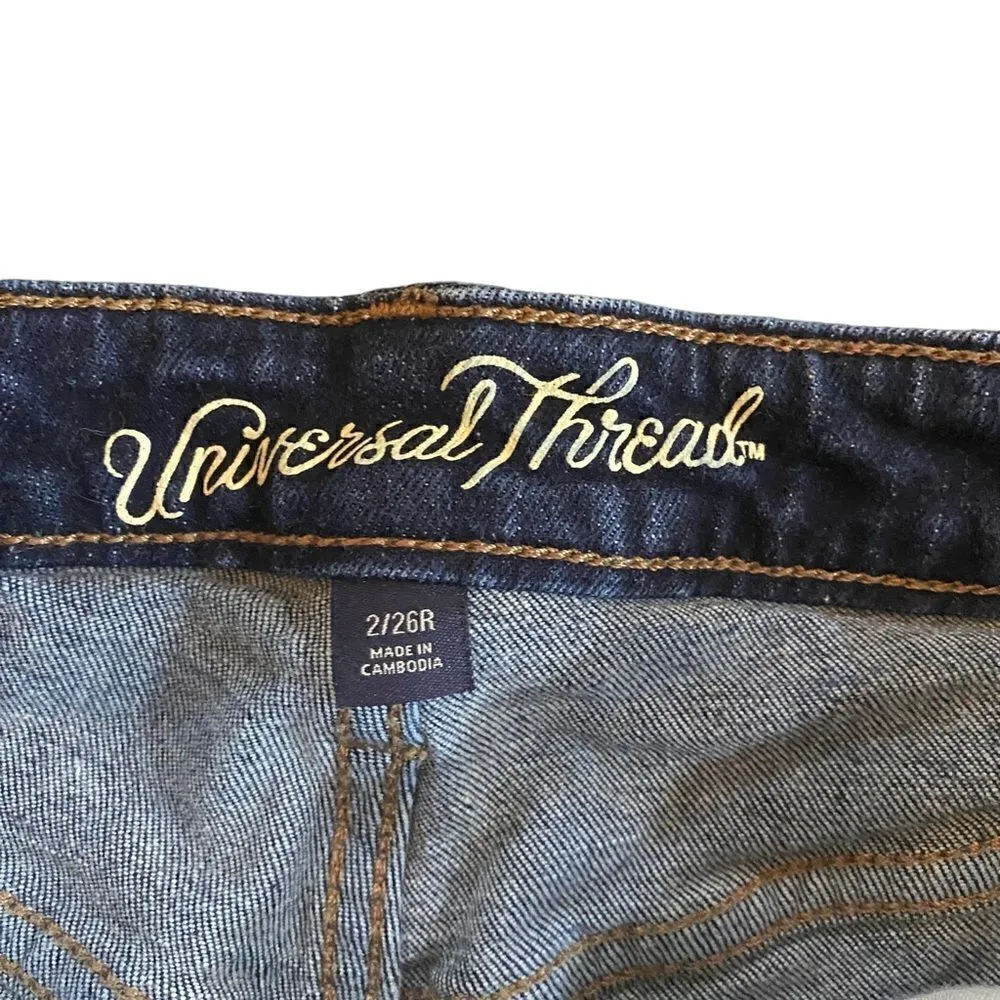 Universal Thread™
2/26R
MADE IN
CAMBODIA